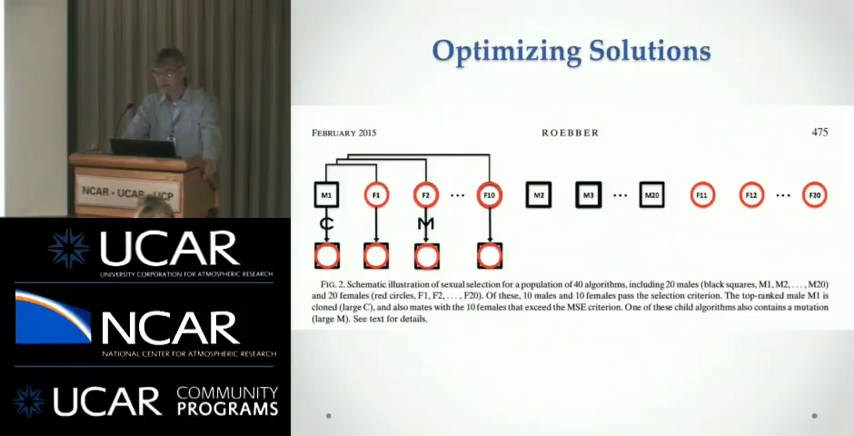 Optimizing Solutions
FEBRUARY 2015 ROEBBER 475
M1 F1 F2 ... F10 M2 M3 ... M20 F11 F12 ... F20
C M
FIG. 2. Schematic illustration of sexual selection for a population of 40 algorithms, including 20 males (black squares, M1, M2, . . . , M20)
and 20 females (red circles, F1, F2, . . . , F20). Of these, 10 males and 10 females pass the selection criterion. The top-ranked male M1 is
cloned (large C), and also mates with the 10 females that exceed the MSE criterion. One of these child algorithms also contains a mutation
(large M). See text for details.
NCAR • UCAR • UCP
UCAR
UNIVERSITY CORPORATION FOR ATMOSPHERIC RESEARCH
NCAR
NATIONAL CENTER FOR ATMOSPHERIC RESEARCH
UCAR COMMUNITY
PROGRAMS